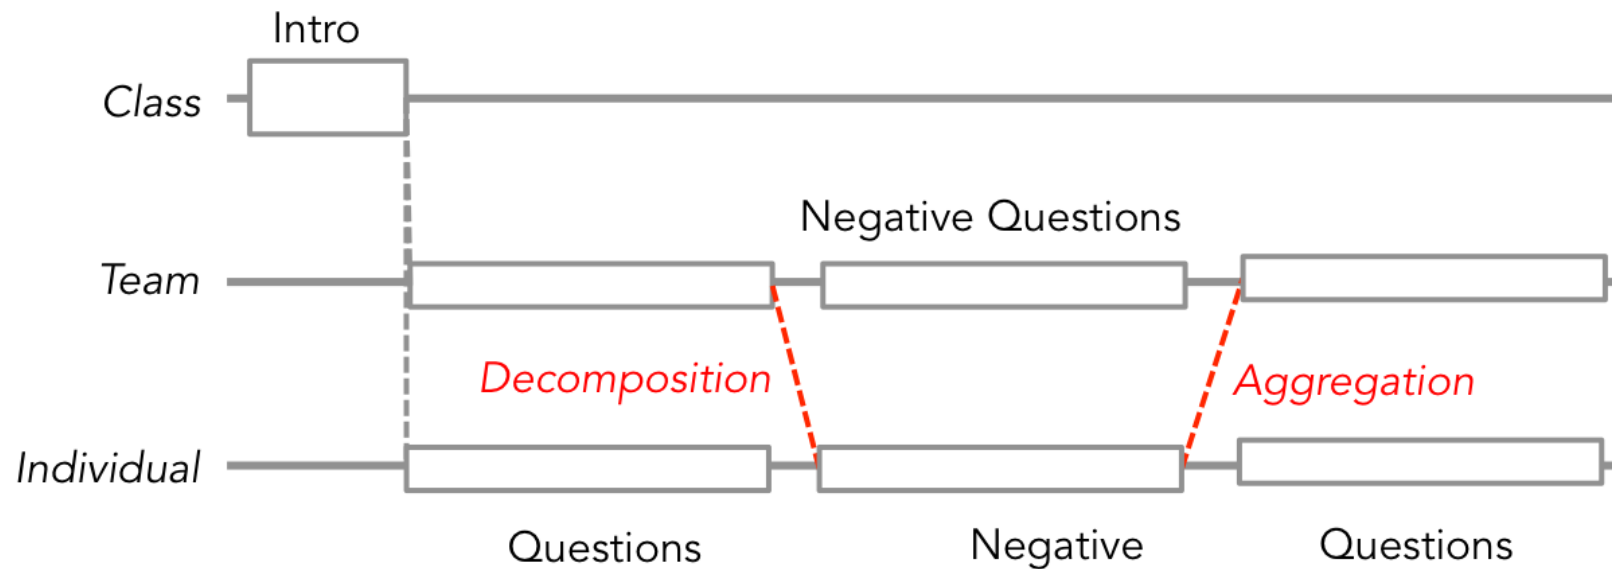 Intro
Class
Negative Questions
Team
Decomposition
Aggregation
Individual
Questions
Negative
Questions